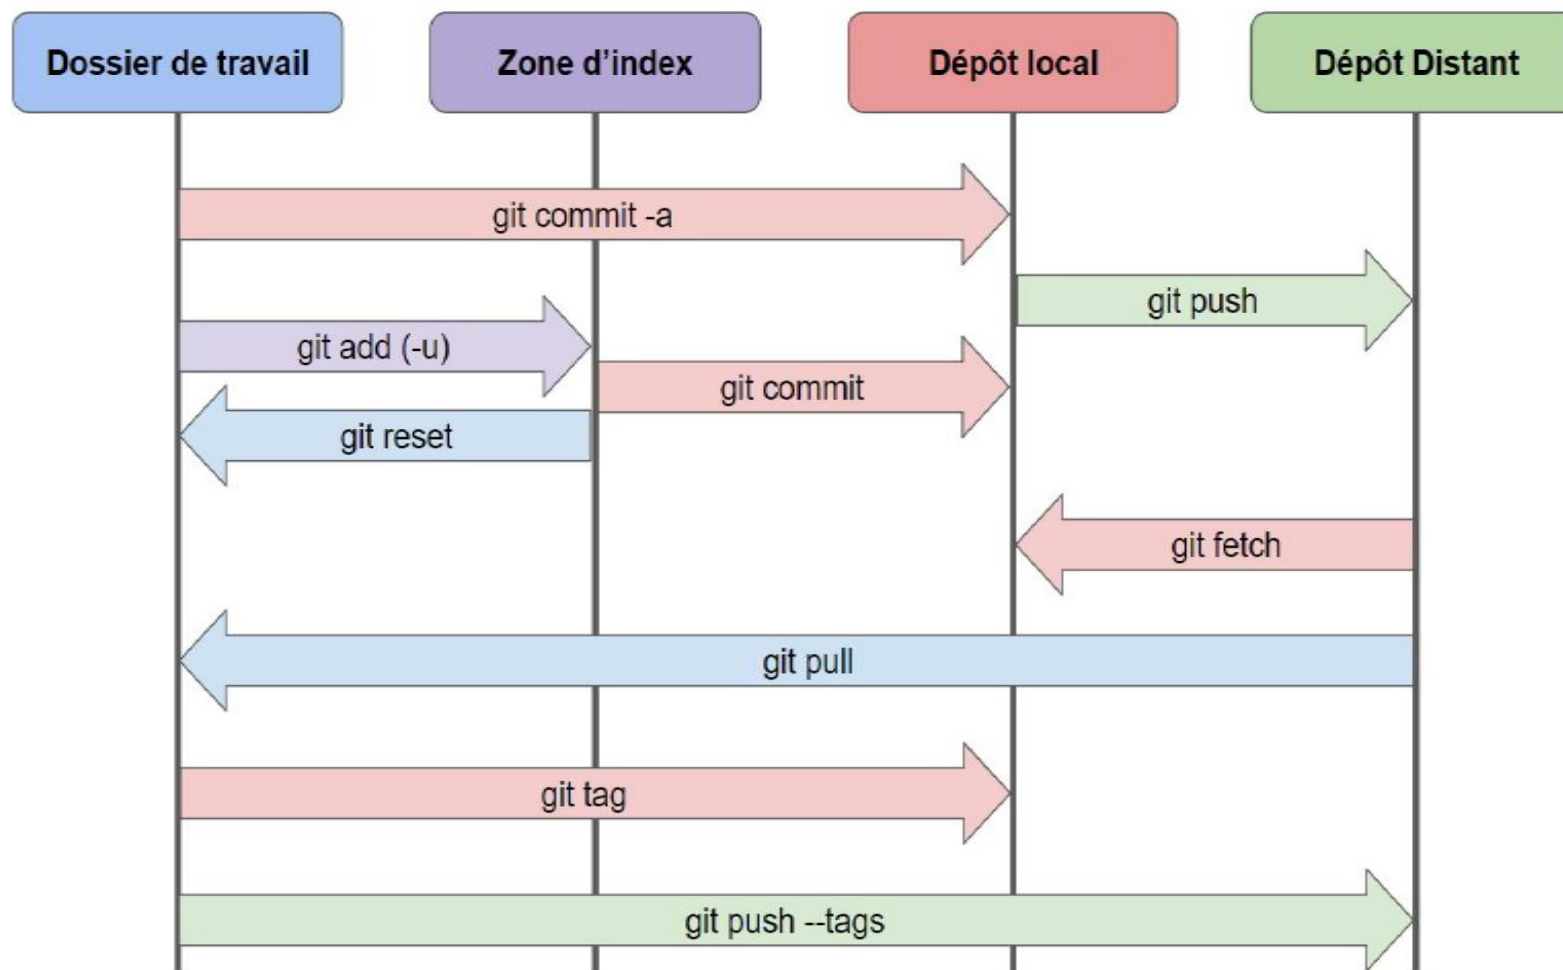 Dossier de travail
Zone d’index
Dépôt local
Dépôt Distant
git commit -a
git push
git add (-u)
git commit
git reset
git fetch
git pull
git tag
git push --tags